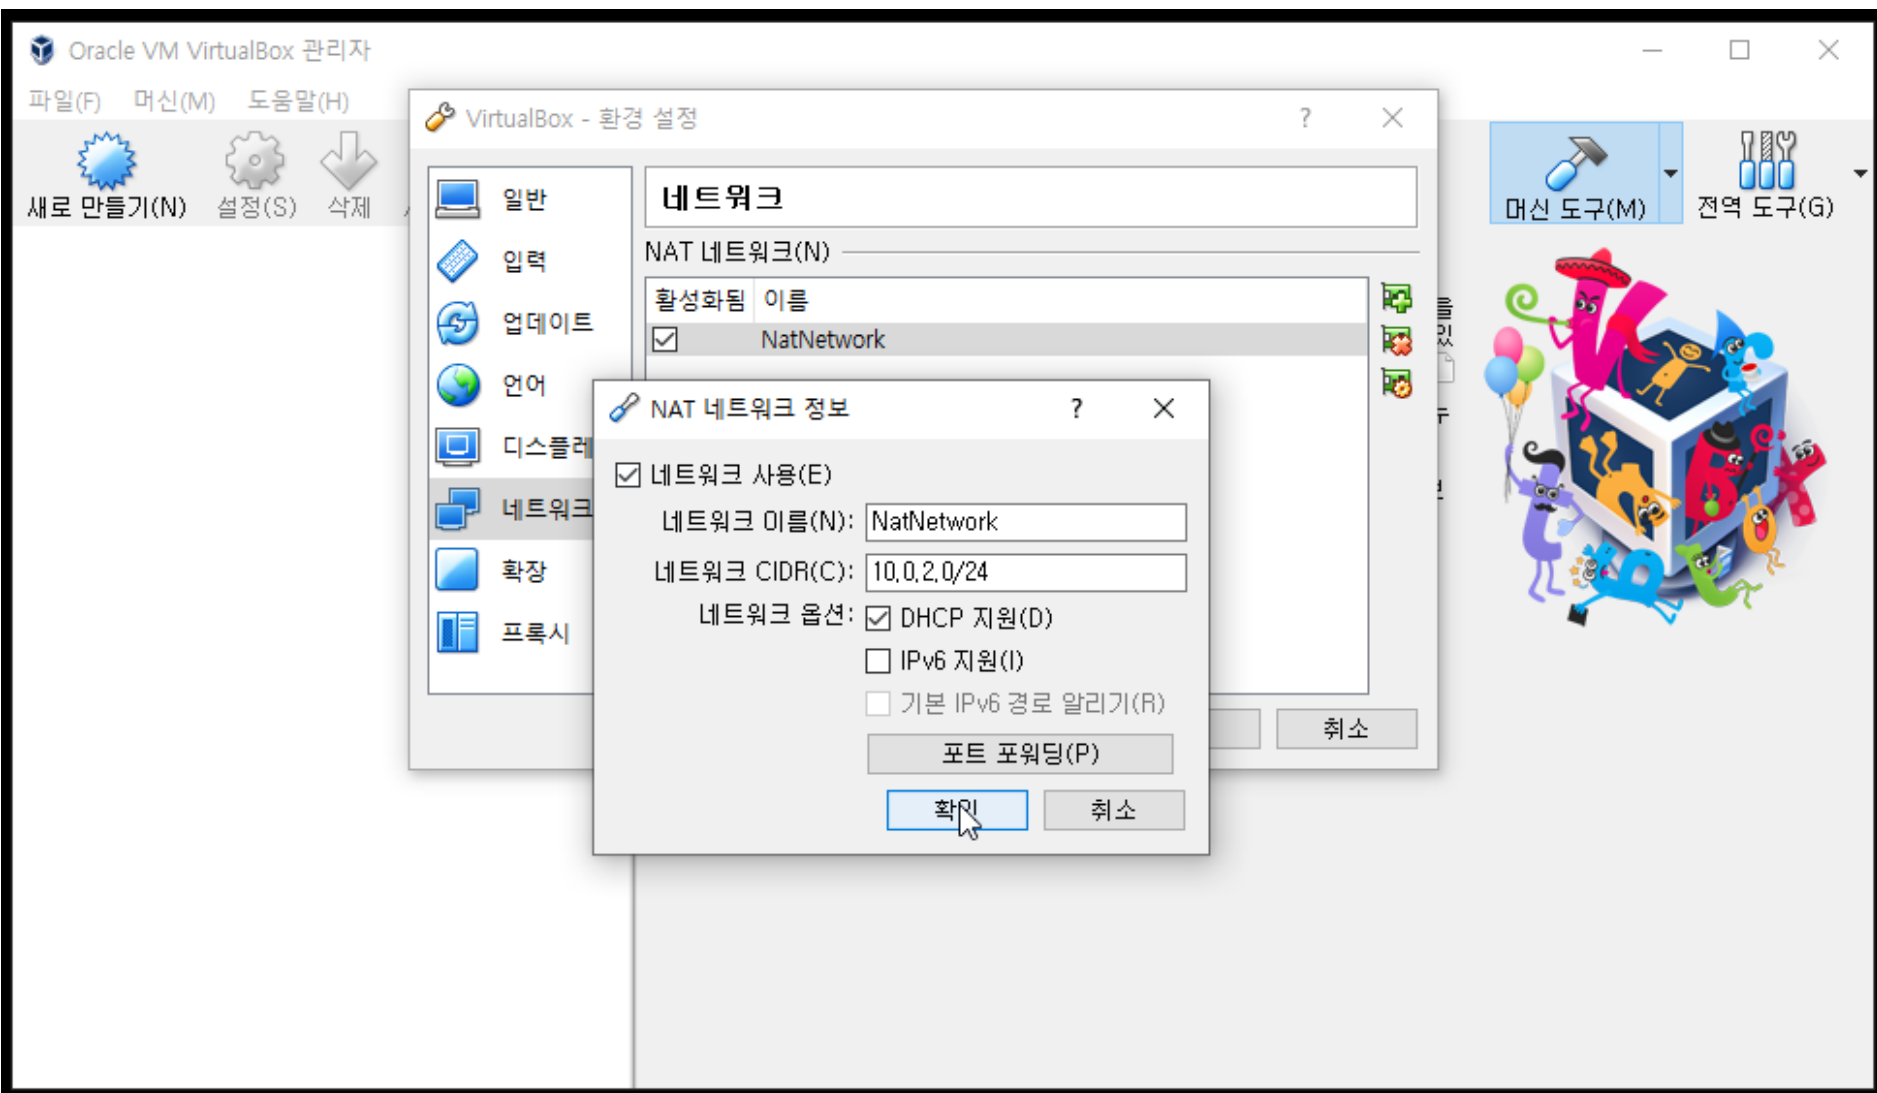 Oracle VM VirtualBox 관리자
파일(F) 머신(M) 도움말(H)
새로 만들기(N) 설정(S) 삭제
머신 도구(M) 전역 도구(G)
VirtualBox - 환경 설정 ?
일반
입력
업데이트
언어
디스플레
네트워크
확장
프록시
네트워크
NAT 네트워크(N)
활성화됨 이름
NatNetwork
취소
NAT 네트워크 정보 ?
네트워크 사용(E)
네트워크 이름(N): NatNetwork
네트워크 CIDR(C): 10.0.2.0/24
네트워크 옵션: DHCP 지원(D)
IPv6 지원(I)
기본 IPv6 경로 알리기(R)
포트 포워딩(P)
확인 취소